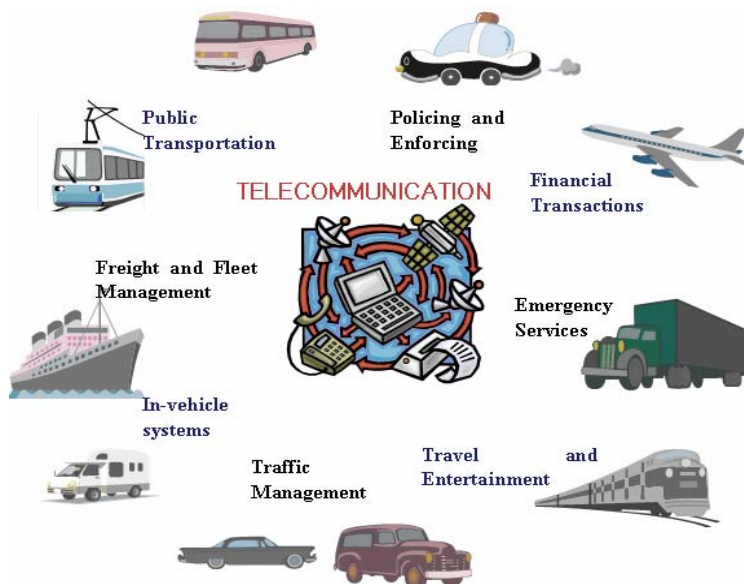 Public
Transportation
Policing and
Enforcing
Financial
Transactions
TELECOMMUNICATION
Freight and Fleet
Management
Emergency
Services
In-vehicle
systems
Traffic
Management
Travel and
Entertainment